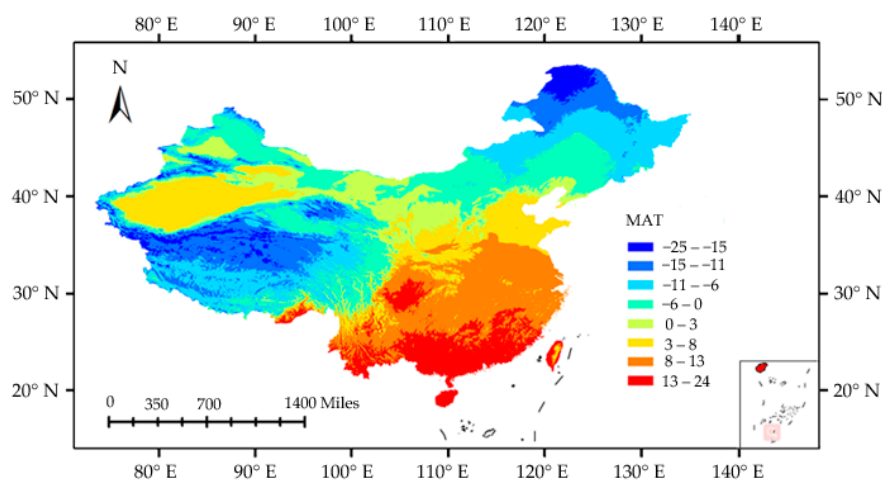 80° E 90° E 100° E 110° E 120° E 130° E 140° E
N
50° N 50° N
40° N 40° N
MAT
−25 – −15
−15 – −11
−11 – −6
−6 – 0
0 – 3
3 – 8
8 – 13
13 – 24
30° N 30° N
20° N 20° N
0 350 700 1400 Miles
80° E 90° E 100° E 110° E 120° E 130° E 140° E